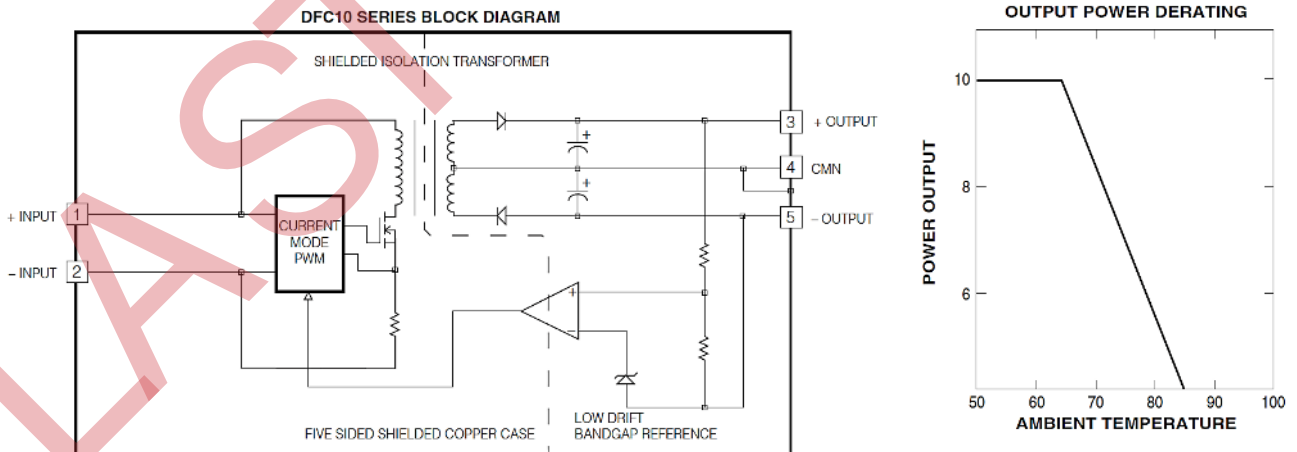 DFC10 SERIES BLOCK DIAGRAM
SHIELDED ISOLATION TRANSFORMER
3 + OUTPUT
4 CMN
+ INPUT 1
5 – OUTPUT
CURRENT
MODE
PWM
– INPUT 2
+
+
+
–
FIVE SIDED SHIELDED COPPER CASE
LOW DRIFT
BANDGAP REFERENCE
LAST
OUTPUT POWER DERATING
POWER OUTPUT
10
8
6
50 60 70 80 90 100
AMBIENT TEMPERATURE